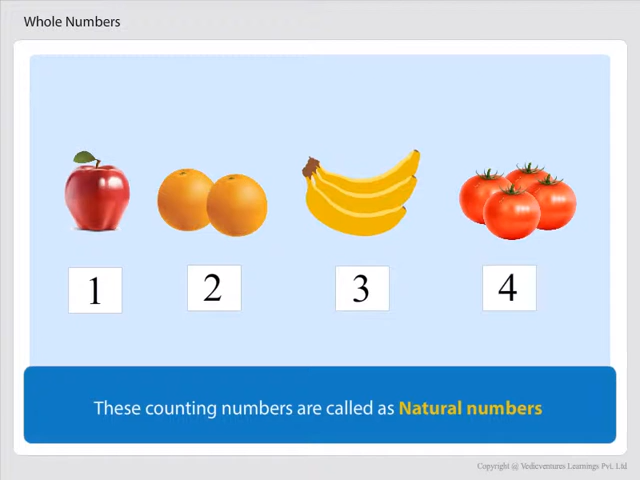 Whole Numbers
1 2 3 4
These counting numbers are called as Natural numbers
Copyright @ Vedicventures Learnings Pvt. Ltd